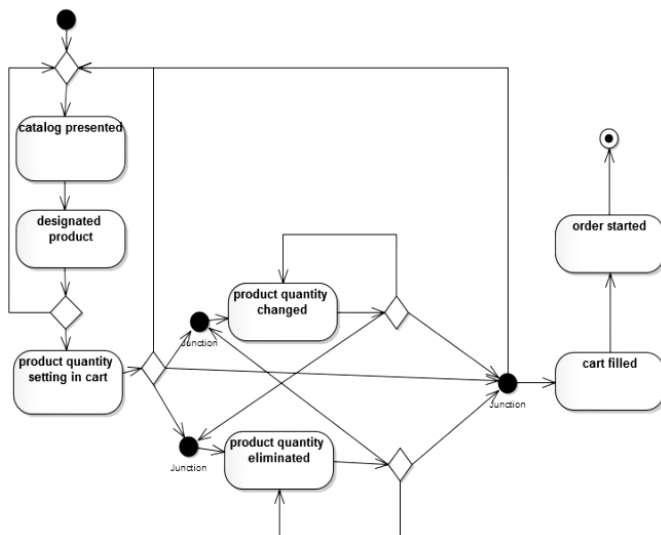 catalog presented
designated
product
product quantity
setting in cart
product quantity
changed
Junction
product quantity
eliminated
Junction
Junction
cart filled
order started